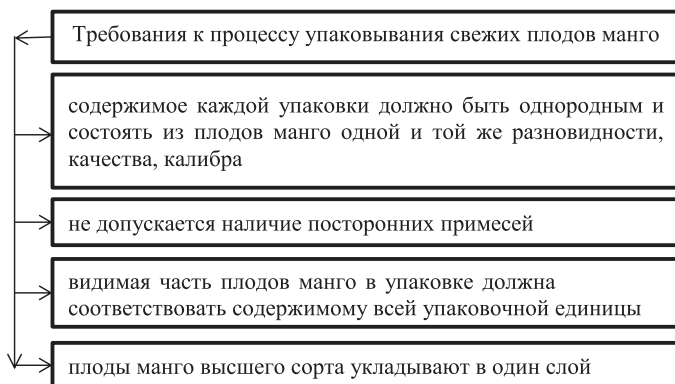 Требования к процессу упаковывания свежих плодов манго
содержимое каждой упаковки должно быть однородным и
состоять из плодов манго одной и той же разновидности,
качества, калибра
не допускается наличие посторонних примесей
видимая часть плодов манго в упаковке должна
соответствовать содержимому всей упаковочной единицы
плоды манго высшего сорта укладывают в один слой